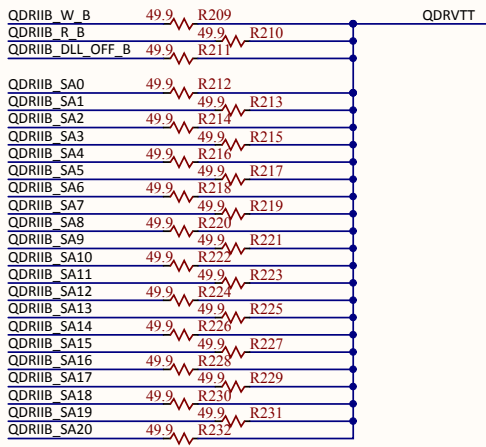 QDRIIB_W_B 49.9 R209 QDRVTT
QDRIIB_R_B 49.9 R210
QDRIIB_DLL_OFF_B 49.9 R211
QDRIIB_SA0 49.9 R212
QDRIIB_SA1 49.9 R213
QDRIIB_SA2 49.9 R214
QDRIIB_SA3 49.9 R215
QDRIIB_SA4 49.9 R216
QDRIIB_SA5 49.9 R217
QDRIIB_SA6 49.9 R218
QDRIIB_SA7 49.9 R219
QDRIIB_SA8 49.9 R220
QDRIIB_SA9 49.9 R221
QDRIIB_SA10 49.9 R222
QDRIIB_SA11 49.9 R223
QDRIIB_SA12 49.9 R224
QDRIIB_SA13 49.9 R225
QDRIIB_SA14 49.9 R226
QDRIIB_SA15 49.9 R227
QDRIIB_SA16 49.9 R228
QDRIIB_SA17 49.9 R229
QDRIIB_SA18 49.9 R230
QDRIIB_SA19 49.9 R231
QDRIIB_SA20 49.9 R232